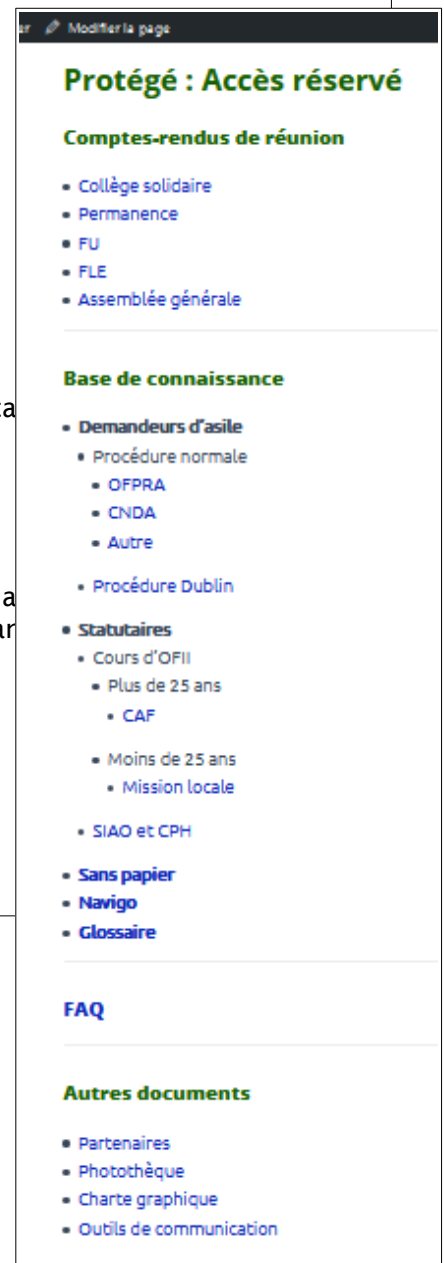 er Modifier la page
Protégé : Accès réservé
Comptes-rendus de réunion
Collège solidaire
Permanence
FU
FLE
Assemblée générale
Base de connaissance
ta
Demandeurs d'asile
Procédure normale
OFPRA
CNDA
Autre
Procédure Dublin
a
ar
Statutaires
Cours d'OFII
Plus de 25 ans
CAF
Moins de 25 ans
Mission locale
SIAO et CPH
Sans papier
Navigo
Glossaire
FAQ
Autres documents
Partenaires
Photothèque
Charte graphique
Outils de communication